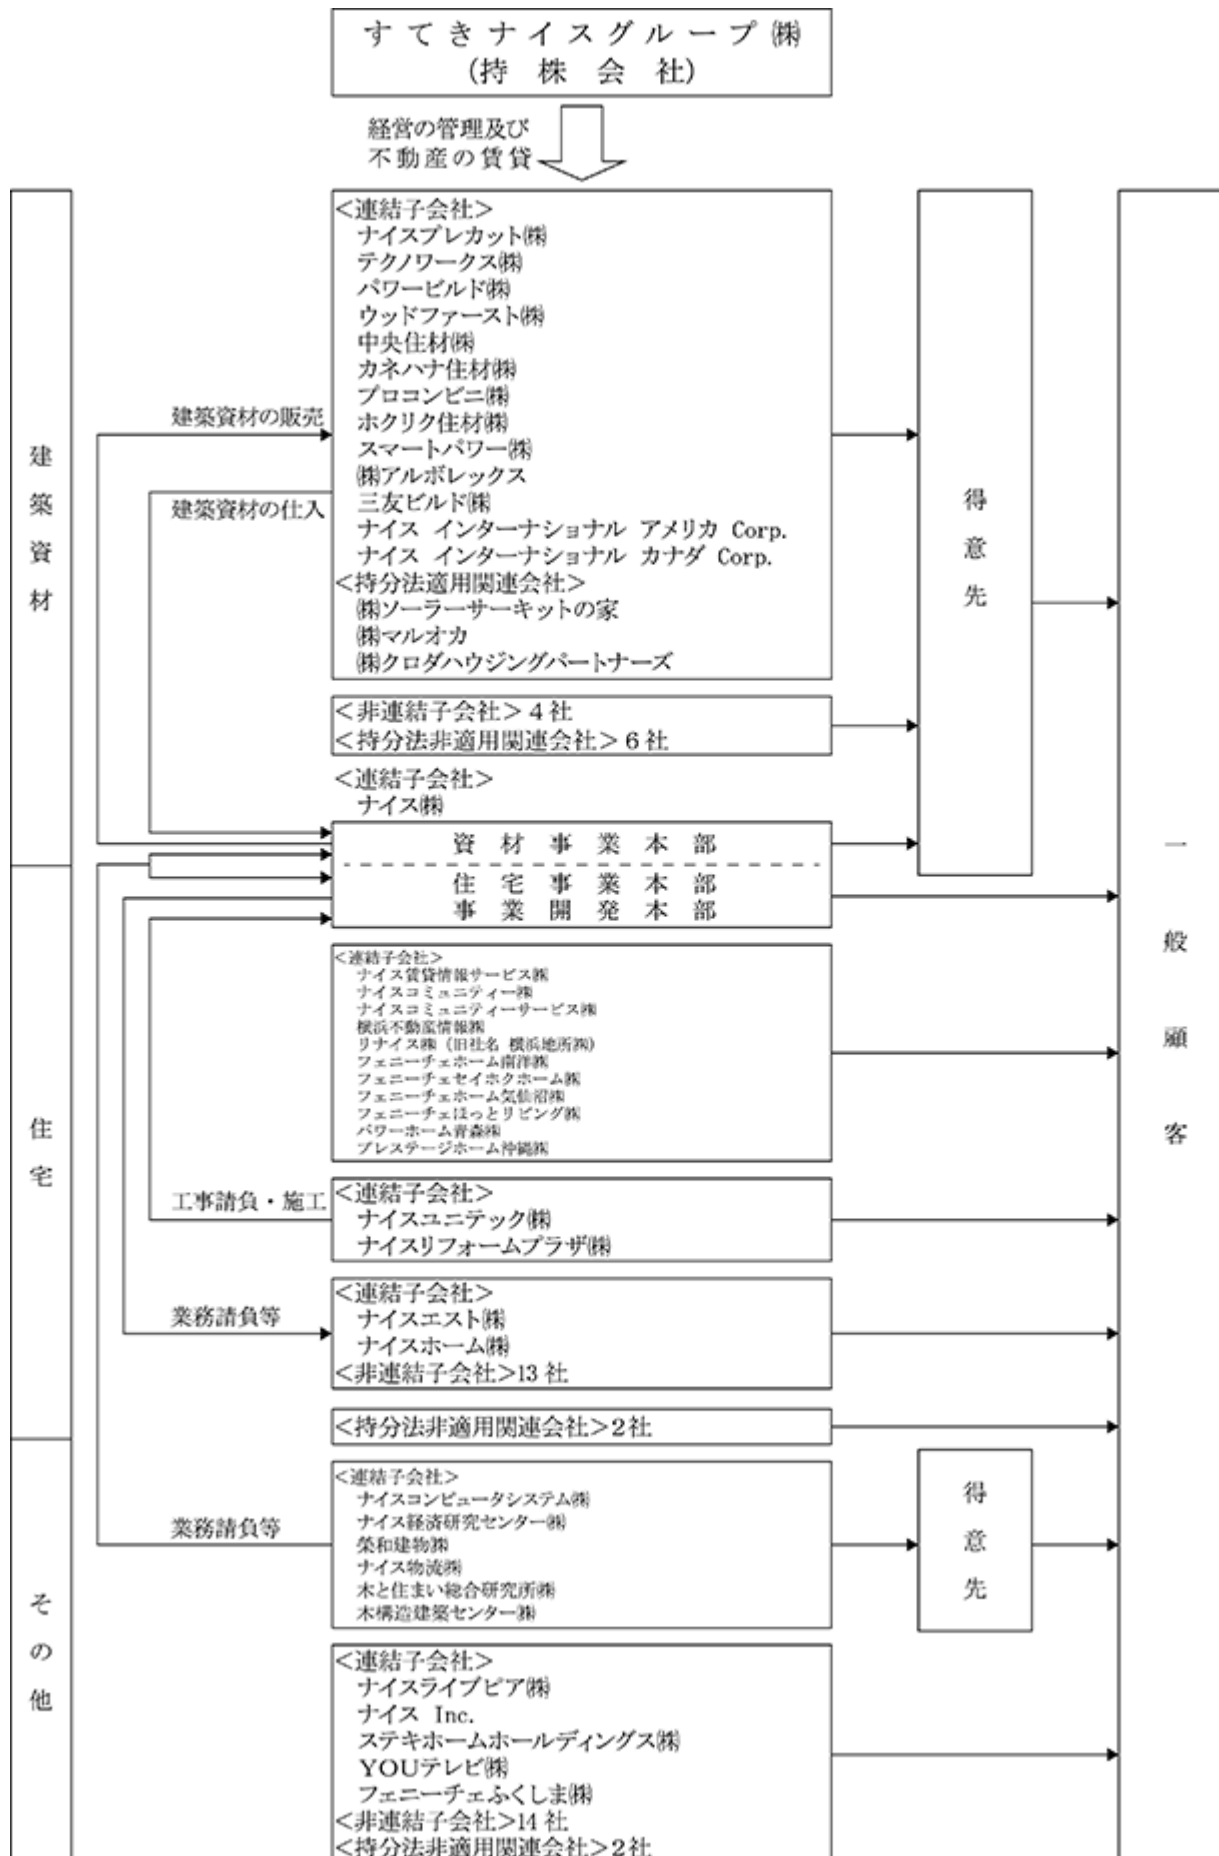 すてきナイスグループ㈱
(持株会社)
経営の管理及び
不動産の賃貸
建築資材
建築資材の販売
建築資材の仕入
<連結子会社>
ナイスプレカット㈱
テクノワークス㈱
パワービルド㈱
ウッドファースト㈱
中央住材㈱
カネハナ住材㈱
プロコンビニ㈱
ホクリク住材㈱
スマートパワー㈱
㈱アルボレックス
三友ビルド㈱
ナイス インターナショナル アメリカ Corp.
ナイス インターナショナル カナダ Corp.
<持分法適用関連会社>
㈱ソーラーサーキットの家
㈱マルオカ
㈱クロダハウジングパートナーズ
<非連結子会社>4社
<持分法非適用関連会社>6社
<連結子会社>
ナイス㈱
資材事業本部
住宅事業本部
事業開発本部
得意先
一般顧客
住宅
<連結子会社>
ナイス賃貸情報サービス㈱
ナイスコミュニティー㈱
ナイスコミュニティーサービス㈱
横浜不動産情報㈱
リナイス㈱(旧社名 横浜地所㈱)
フェニーチェホーム南洋㈱
フェニーチェセイホクホーム㈱
フェニーチェホーム気仙沼㈱
フェニーチェほっとリビング㈱
パワーホーム青森㈱
プレステージホーム沖縄㈱
工事請負・施工
<連結子会社>
ナイスユニテック㈱
ナイスリフォームプラザ㈱
業務請負等
<連結子会社>
ナイスエスト㈱
ナイスホーム㈱
<非連結子会社>13社
<持分法非適用関連会社>2社
その他
業務請負等
<連結子会社>
ナイスコンピュータシステム㈱
ナイス経済研究センター㈱
榮和建物㈱
ナイス物流㈱
木と住まい総合研究所㈱
木構造建築センター㈱
得意先
<連結子会社>
ナイスライブピア㈱
ナイス Inc.
ステキホームホールディングス㈱
YOUテレビ㈱
フェニーチェふくしま㈱
<非連結子会社>14社
<持分法非適用関連会社>2社